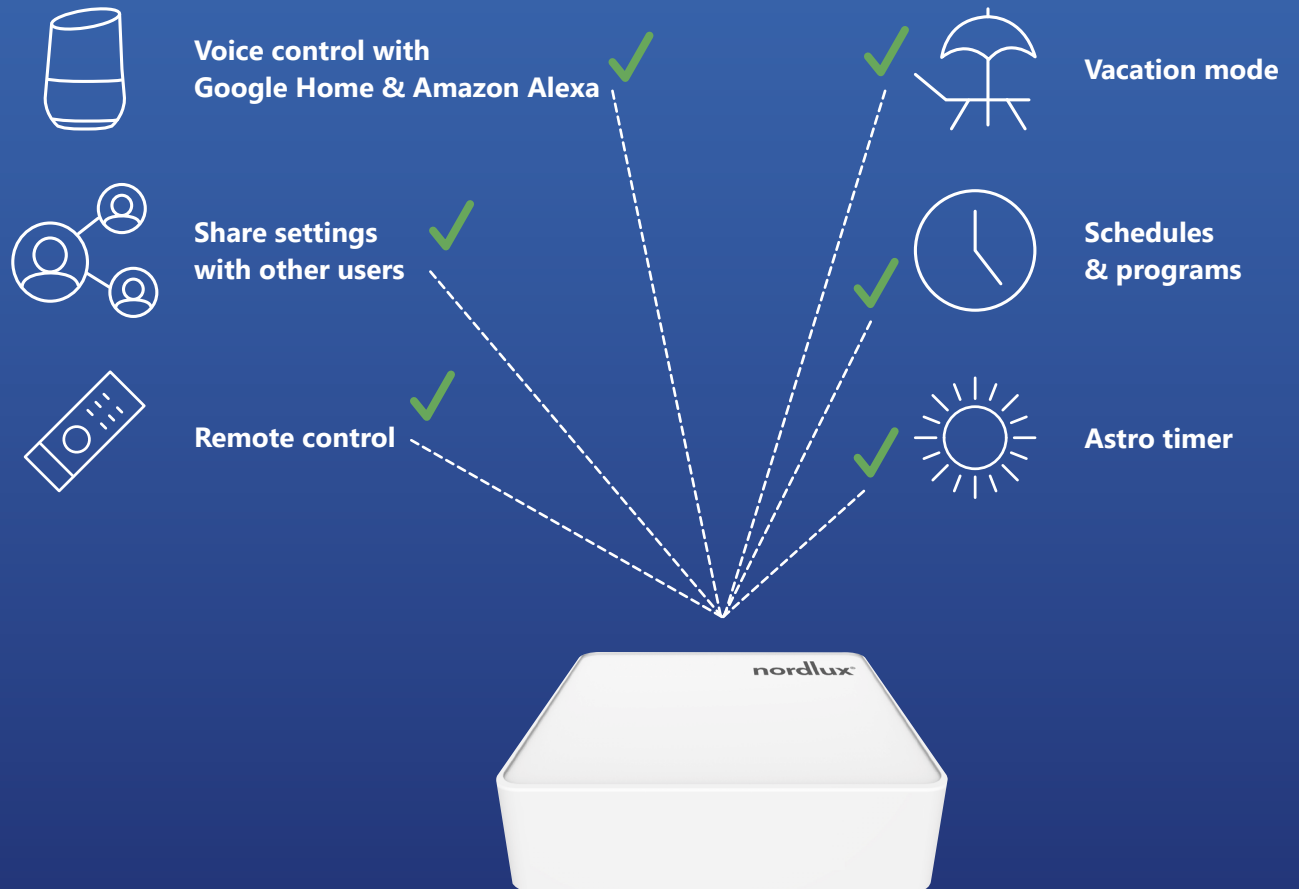 Voice control with
Google Home & Amazon Alexa
Share settings
with other users
Remote control
Vacation mode
Schedules
& programs
Astro timer
nordlux